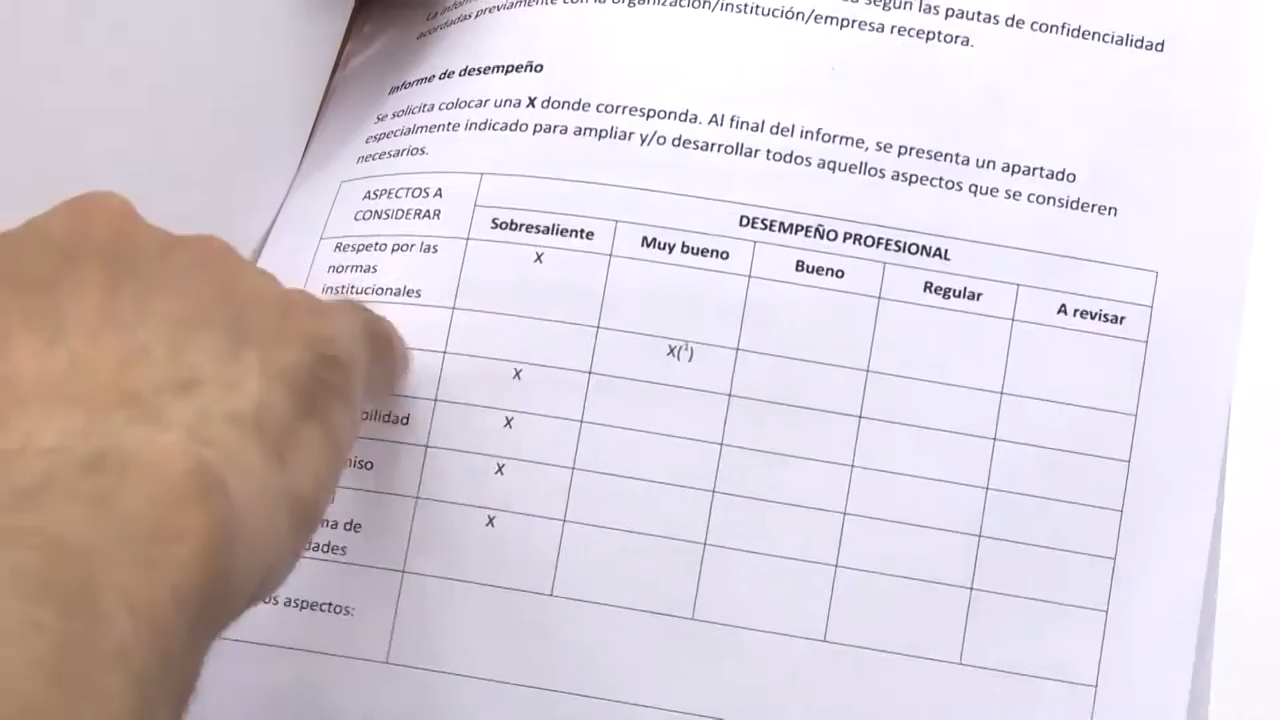 según las pautas de confidencialidad
acordadas previamente con la organización/institución/empresa receptora.
Informe de desempeño
Se solicita colocar una X donde corresponda. Al final del informe, se presenta un apartado
especialmente indicado para ampliar y/o desarrollar todos aquellos aspectos que se consideren
necesarios.
ASPECTOS A
CONSIDERAR
DESEMPEÑO PROFESIONAL
Sobresaliente
Muy bueno
Bueno
Regular
A revisar
Respeto por las
normas
institucionales
X
X(¹)
X
bilidad
X
niso
X
na de
dades
X
os aspectos: